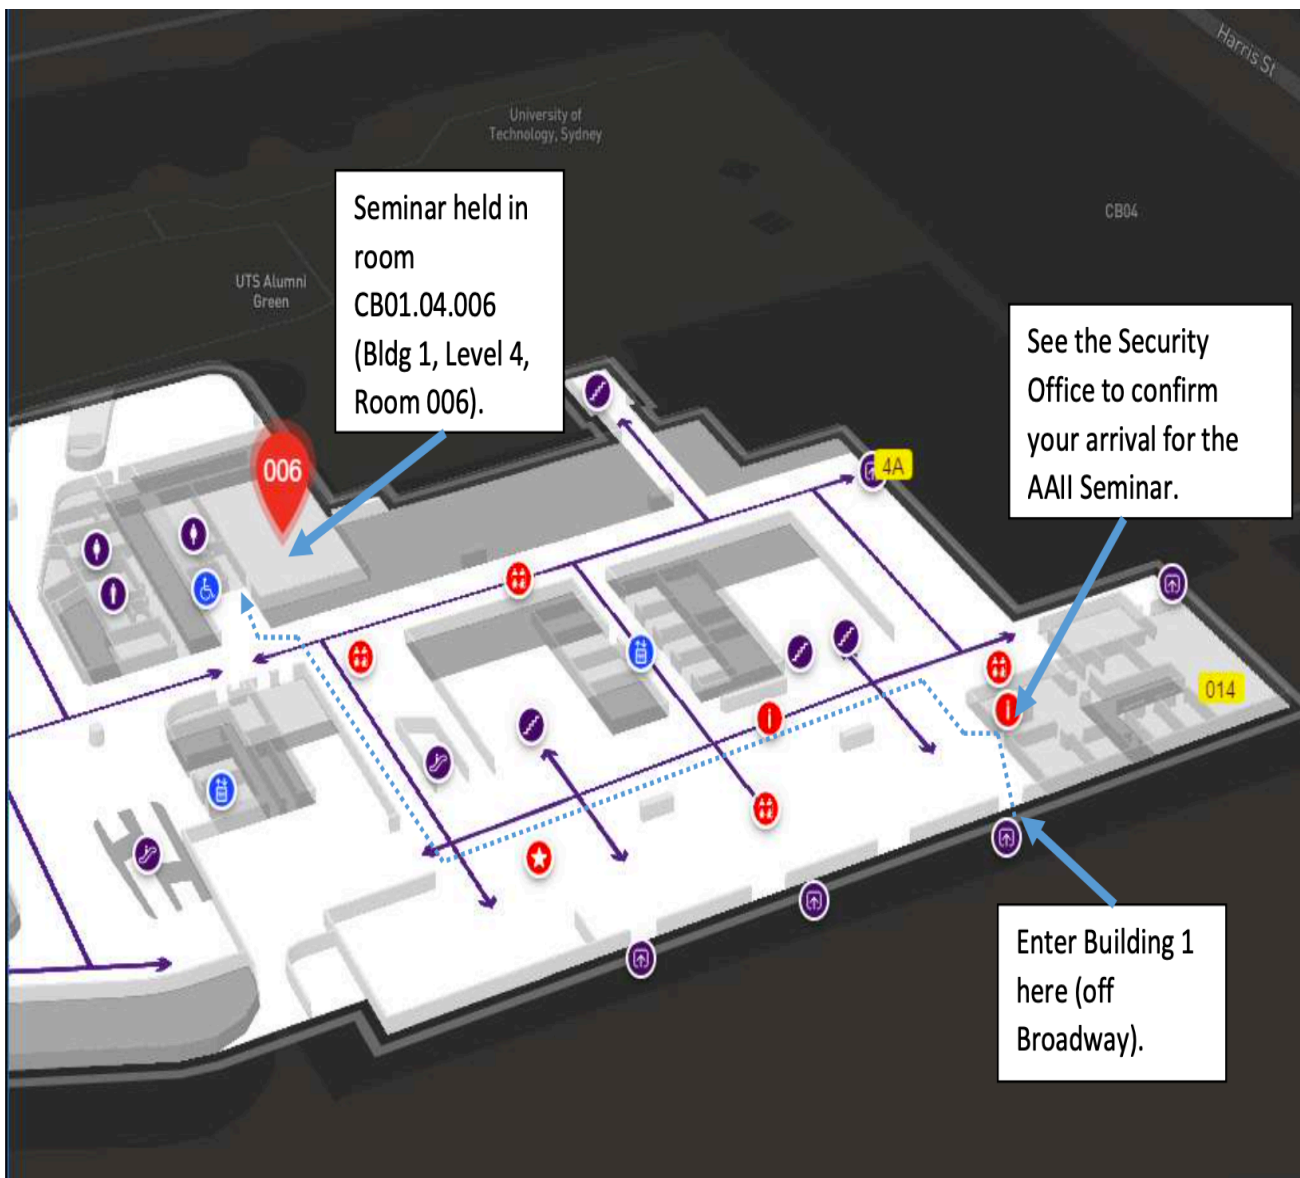 Harris St
University of
Technology, Sydney
CB04
UTS Alumni
Green
Seminar held in
room
CB01.04.006
(Bldg 1, Level 4,
Room 006).
See the Security
Office to confirm
your arrival for the
AAII Seminar.
006
4A
014
Enter Building 1
here (off
Broadway).